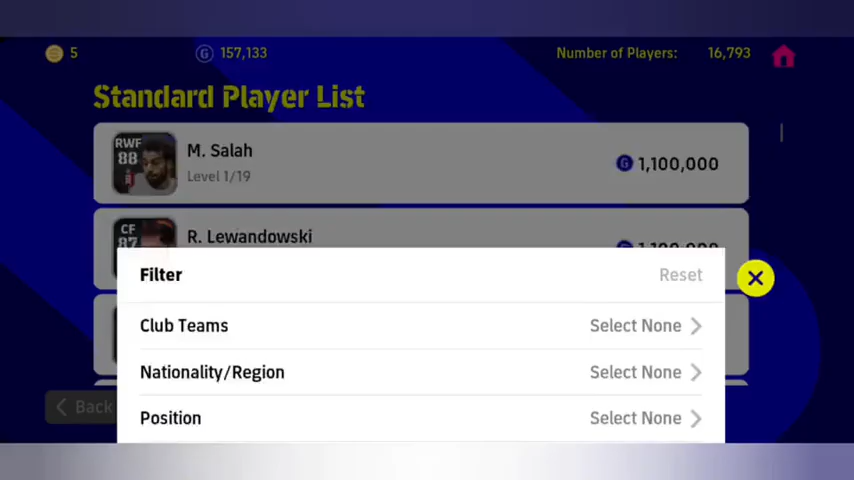 5
157,133
Number of Players: 16,793
Standard Player List
RWF
88
M. Salah
Level 1/19
1,100,000
CF
87
R. Lewandowski
Filter
Reset
Club Teams
Select None
Nationality/Region
Select None
Position
Select None
Back